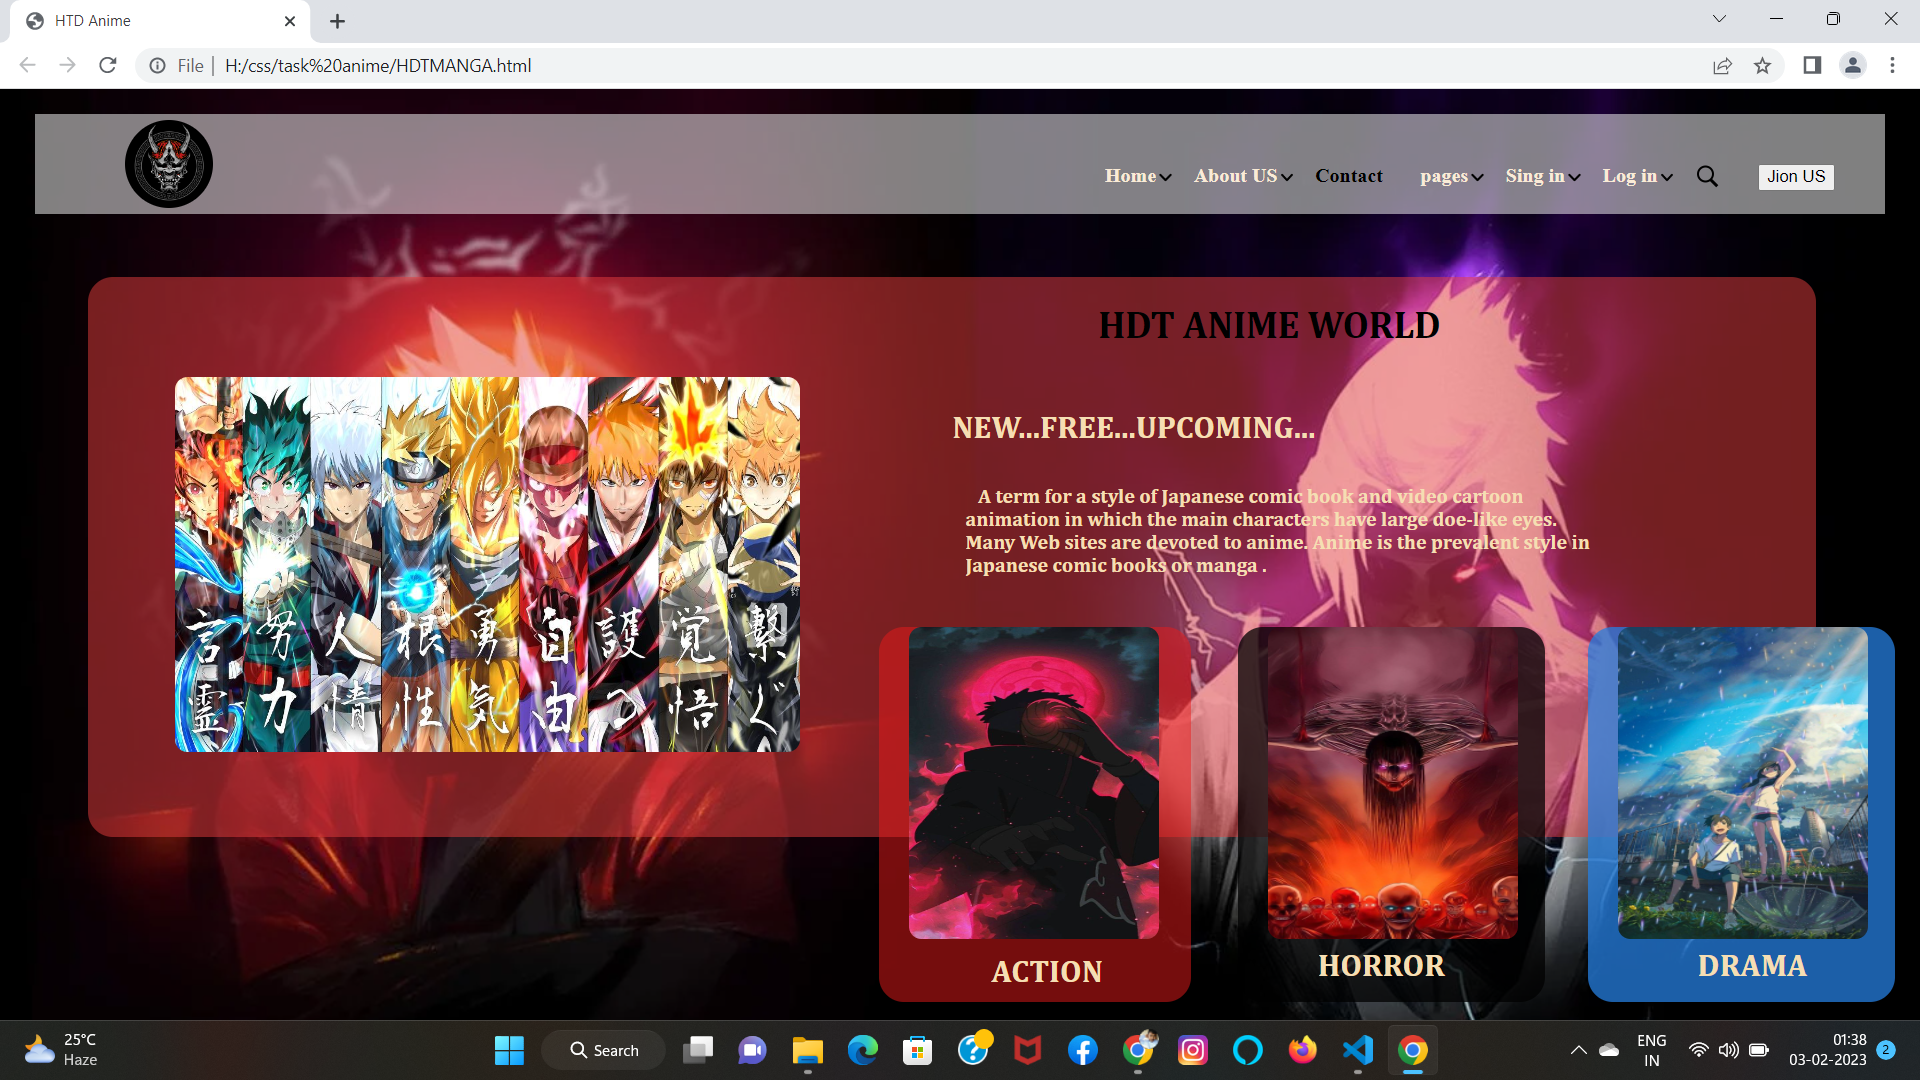 HTD Anime
File
H:/css/task%20anime/HDTMANGA.html
Home
About US
Contact
pages
Sing in
Log in
Jion US
HDT ANIME WORLD
NEW...FREE...UPCOMING...
A term for a style of Japanese comic book and video cartoon
animation in which the main characters have large doe-like eyes.
Many Web sites are devoted to anime. Anime is the prevalent style in
Japanese comic books or manga .
言霊
努力
人情
根性
勇気
自由
護へ
覚悟
繋ぐ
ACTION
HORROR
DRAMA
25°C
Haze
Search
ENG
IN
01:38
03-02-2023
2